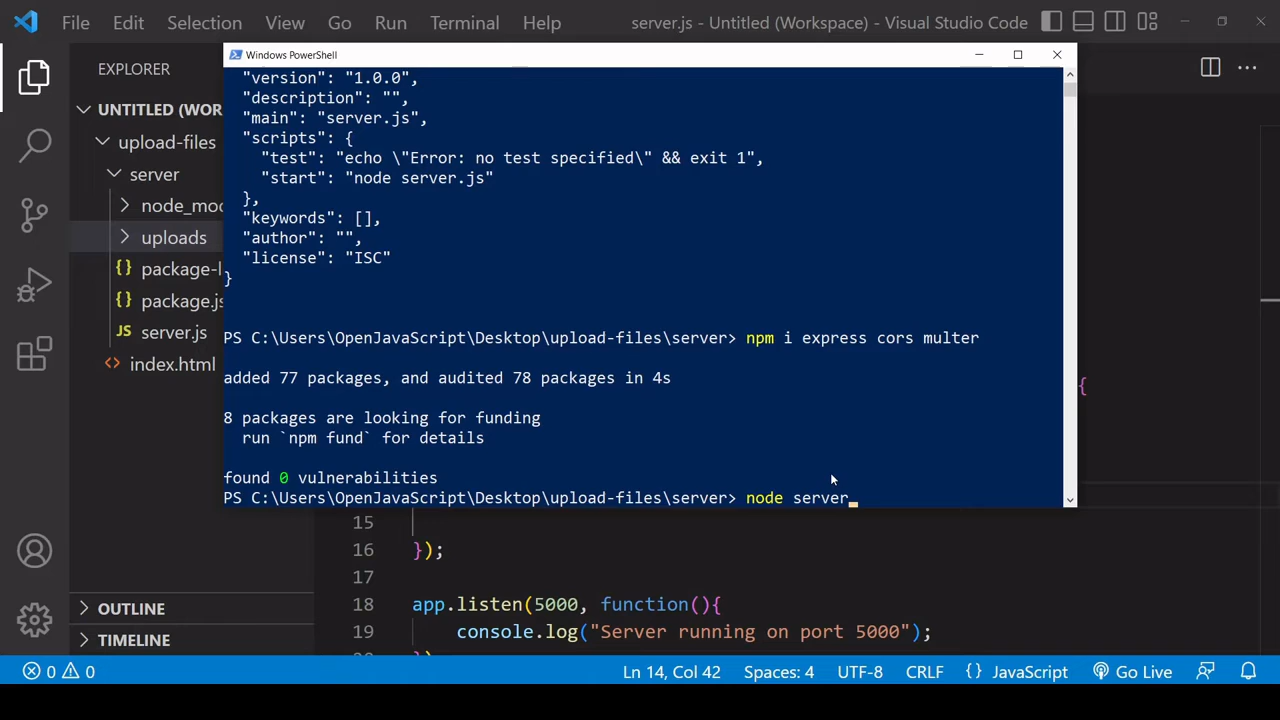 File Edit Selection View Go Run Terminal Help server.js - Untitled (Workspace) - Visual Studio Code
EXPLORER
UNTITLED (WOR
upload-files
server
node_mod
uploads
{} package-l
{} package.js
JS server.js
<> index.html
OUTLINE
TIMELINE
Windows PowerShell
"version": "1.0.0",
"description": "",
"main": "server.js",
"scripts": {
"test": "echo \"Error: no test specified\" && exit 1",
"start": "node server.js"
},
"keywords": [],
"author": "",
"license": "ISC"
}
PS C:\Users\OpenJavaScript\Desktop\upload-files\server> npm i express cors multer
added 77 packages, and audited 78 packages in 4s
8 packages are looking for funding
run `npm fund` for details
found 0 vulnerabilities
PS C:\Users\OpenJavaScript\Desktop\upload-files\server> node server
{
15
16 });
17
18 app.listen(5000, function(){
19 console.log("Server running on port 5000");
0 0 Ln 14, Col 42 Spaces: 4 UTF-8 CRLF {} JavaScript Go Live